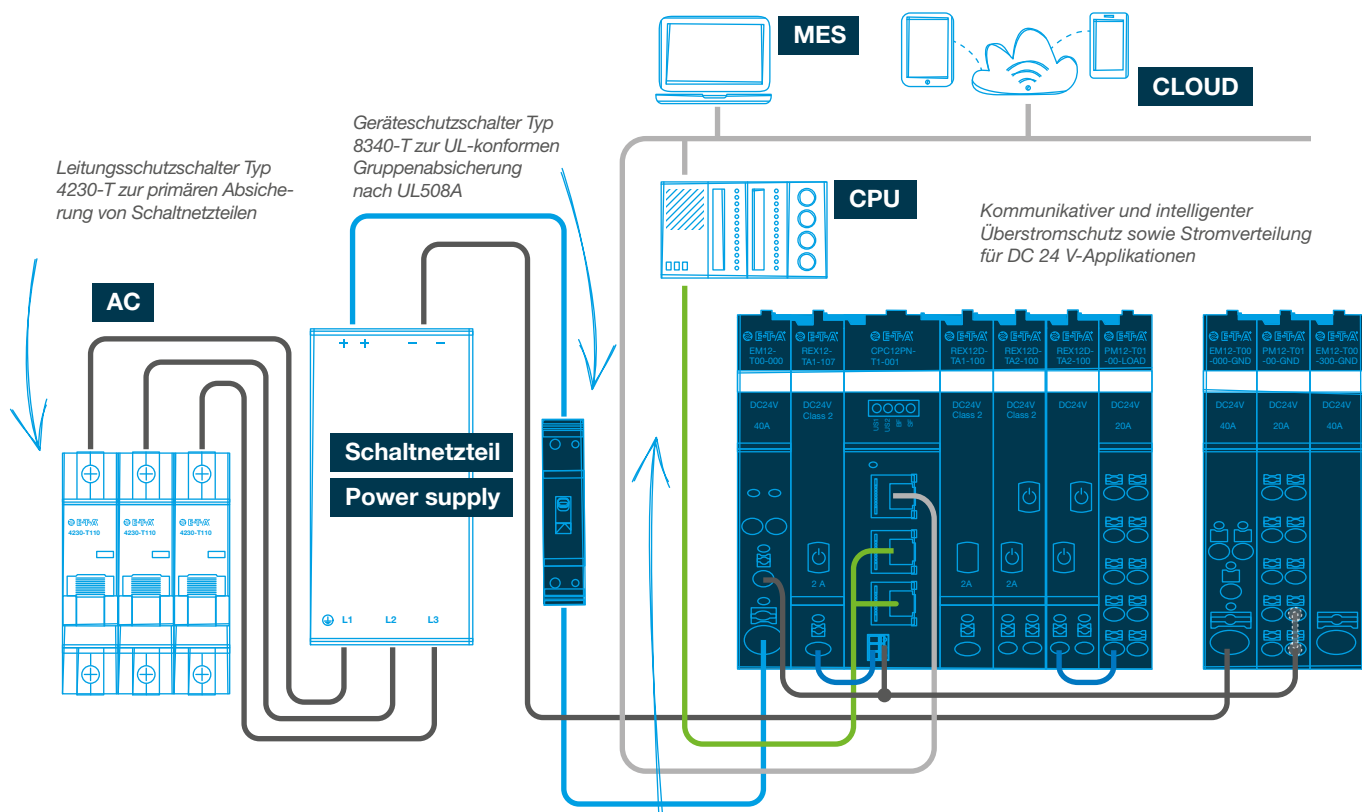 MES
CLOUD
Geräteschutzschalter Typ
8340-T zur UL-konformen
Gruppenabsicherung
nach UL508A
Leitungsschutzschalter Typ
4230-T zur primären Absiche-
rung von Schaltnetzteilen
CPU
Kommunikativer und intelligenter
Überstromschutz sowie Stromverteilung
für DC 24 V-Applikationen
AC
+ + − −
Schaltnetzteil
Power supply
L1 L2 L3
E-T-A
4230-T110
E-T-A
4230-T110
E-T-A
4230-T110
E-T-A
EM12-
T00-000
DC24V
40A
E-T-A
REX12-
TA1-107
DC24V
Class 2
2 A
E-T-A
CPC12PN-
T1-001
US1
US2
BF
SF
E-T-A
REX12D-
TA1-100
DC24V
Class 2
2A
E-T-A
REX12D-
TA2-100
DC24V
Class 2
2A
E-T-A
REX12D-
TA2-100
DC24V
E-T-A
PM12-T01
-00-LOAD
DC24V
20A
E-T-A
EM12-T00
-000-GND
DC24V
40A
E-T-A
PM12-T01
-00-GND
DC24V
20A
E-T-A
EM12-T00
-300-GND
DC24V
40A